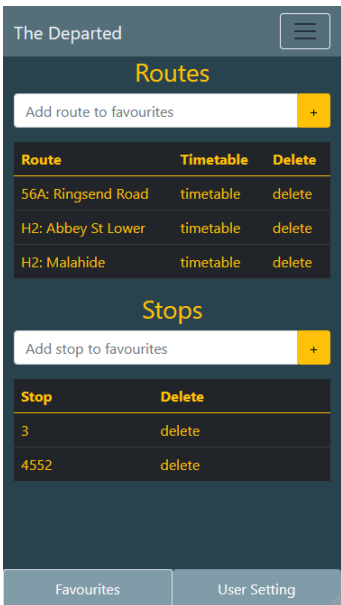 The Departed
Routes
Add route to favourites +
Route Timetable Delete
56A: Ringsend Road timetable delete
H2: Abbey St Lower timetable delete
H2: Malahide timetable delete
Stops
Add stop to favourites +
Stop Delete
3 delete
4552 delete
Favourites User Setting